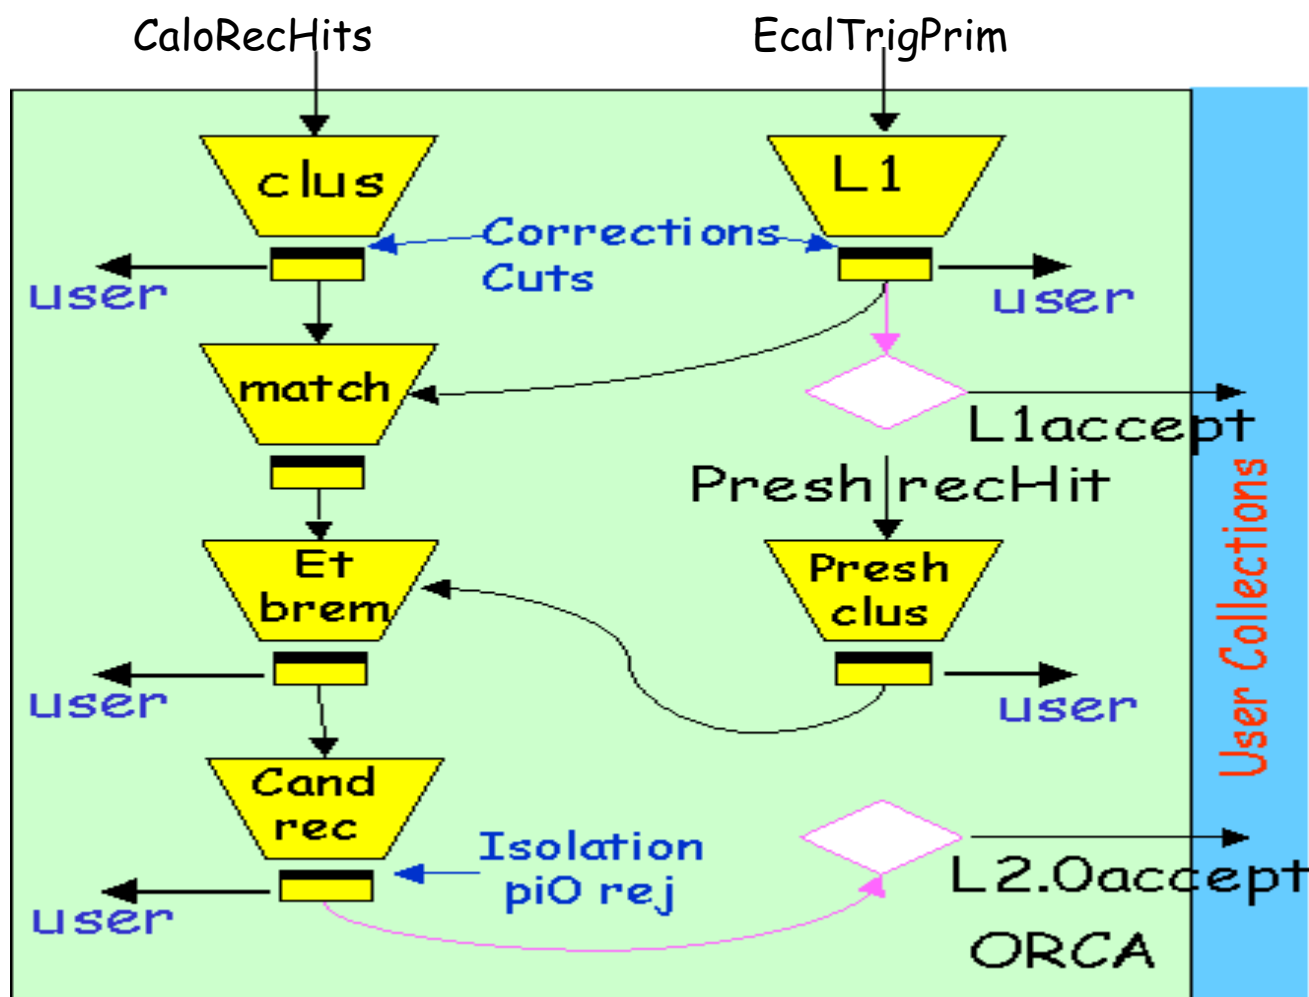 CaloRecHits
EcalTrigPrim
clus
L1
Corrections
Cuts
user
user
match
L1accept
Presh recHit
Et
brem
Presh
clus
user
user
Cand
rec
Isolation
pi0 rej
L2.0accept
user
ORCA
User Collections